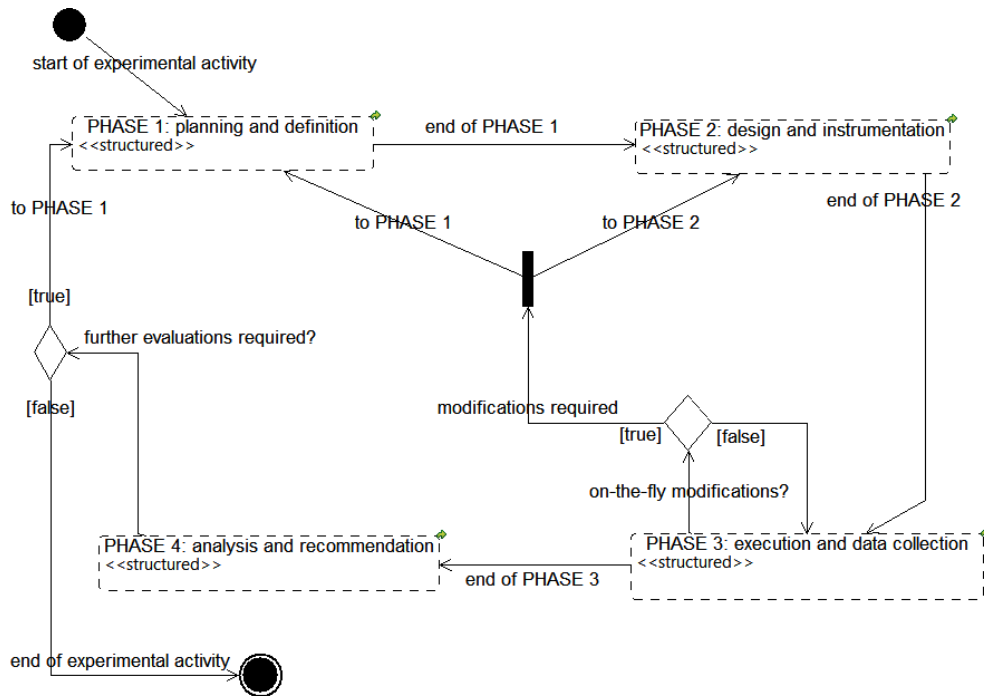 start of experimental activity
PHASE 1: planning and definition
<<structured>>
end of PHASE 1
PHASE 2: design and instrumentation
<<structured>>
to PHASE 1
to PHASE 1
to PHASE 2
end of PHASE 2
[true]
further evaluations required?
[false]
modifications required
[true]
[false]
on-the-fly modifications?
PHASE 4: analysis and recommendation
<<structured>>
end of PHASE 3
PHASE 3: execution and data collection
<<structured>>
end of experimental activity